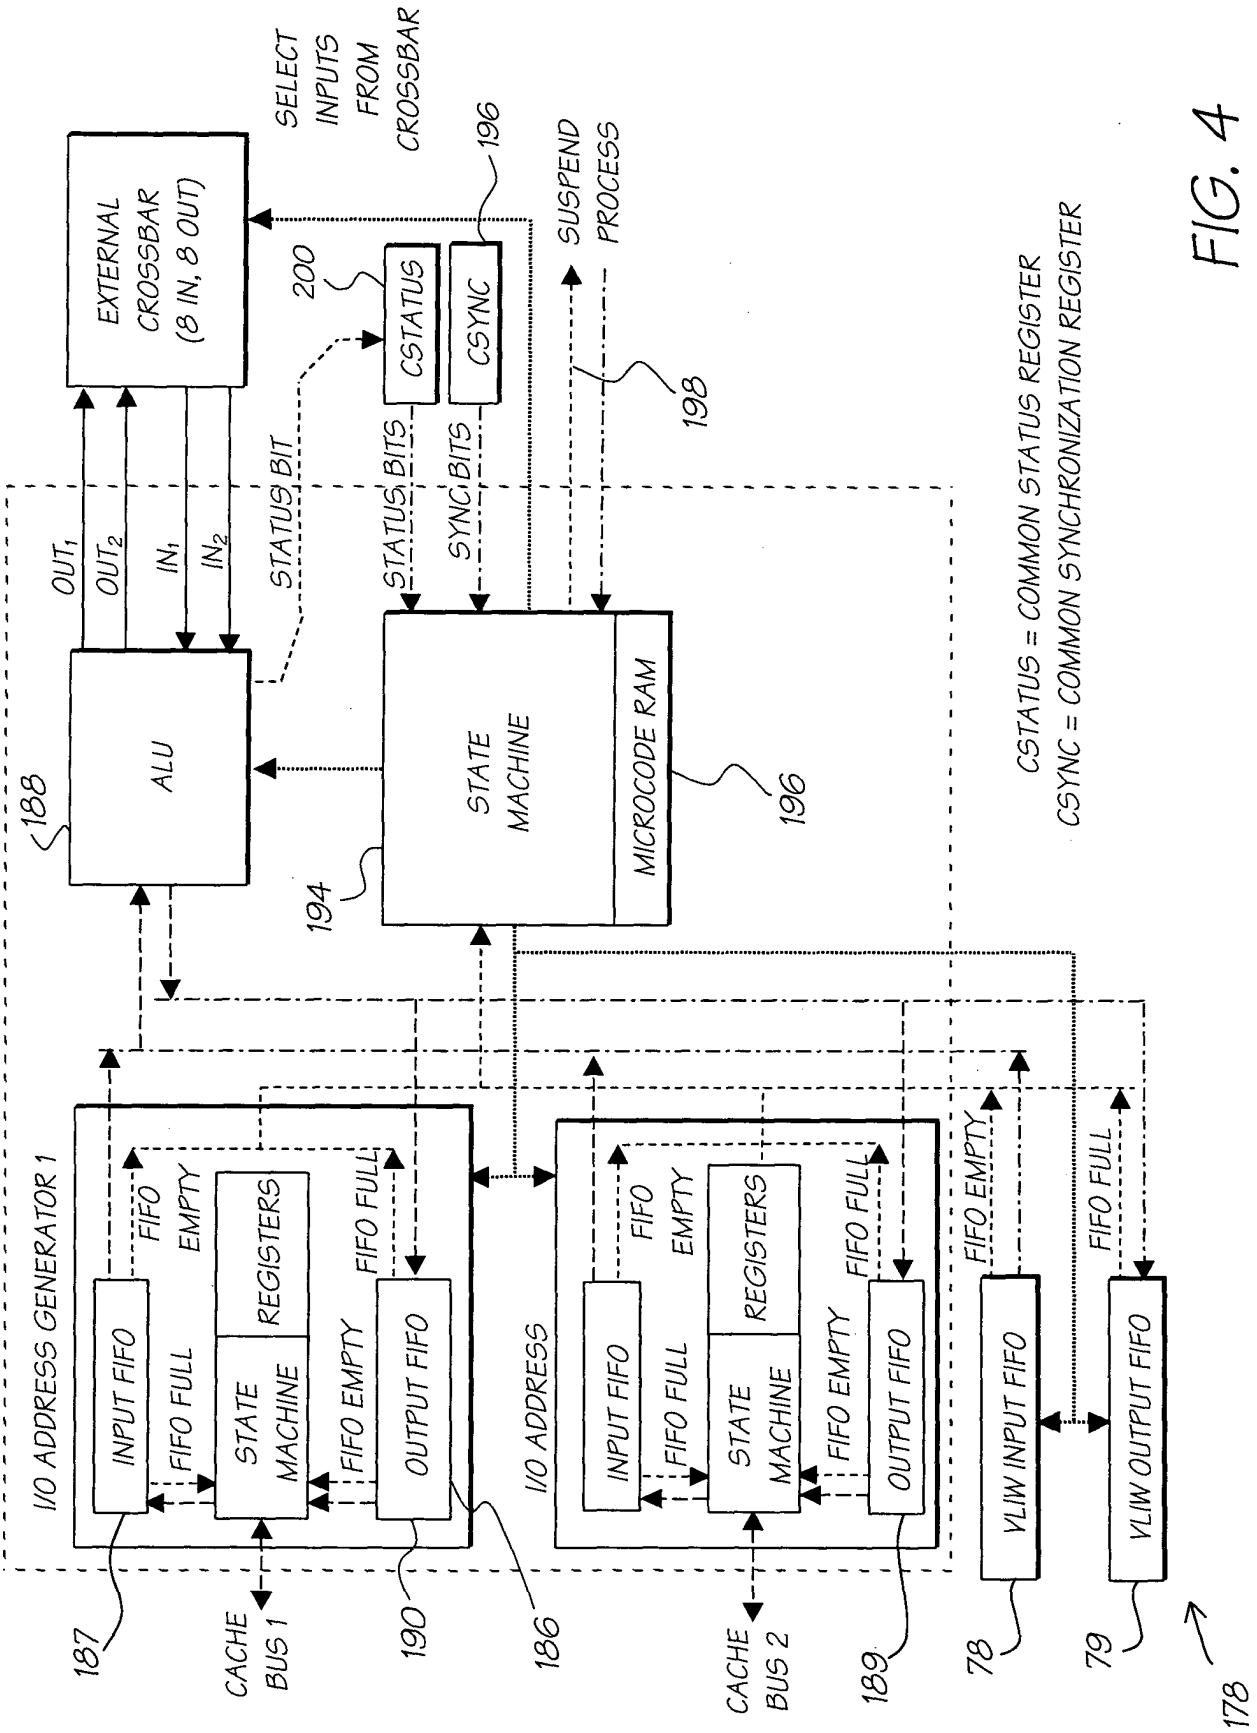 SELECT
INPUTS
FROM
CROSSBAR
EXTERNAL
CROSSBAR
(8 IN, 8 OUT)
200
CSTATUS
CSYNC
196
SUSPEND
PROCESS
198
OUT1
OUT2
IN1
IN2
STATUS BIT
STATUS BITS
SYNC BITS
188
ALU
194
STATE
MACHINE
MICROCODE RAM
196
I/O ADDRESS GENERATOR 1
INPUT FIFO
FIFO
EMPTY
FIFO FULL
STATE
MACHINE
REGISTERS
FIFO EMPTY
FIFO FULL
OUTPUT FIFO
187
CACHE
BUS 1
190
186
I/O ADDRESS
INPUT FIFO
FIFO
EMPTY
FIFO FULL
STATE
MACHINE
REGISTERS
FIFO EMPTY
FIFO FULL
OUTPUT FIFO
CACHE
BUS 2
189
FIFO EMPTY
VLIW INPUT FIFO
78
FIFO FULL
VLIW OUTPUT FIFO
79
178
CSTATUS = COMMON STATUS REGISTER
CSYNC = COMMON SYNCHRONIZATION REGISTER
FIG. 4